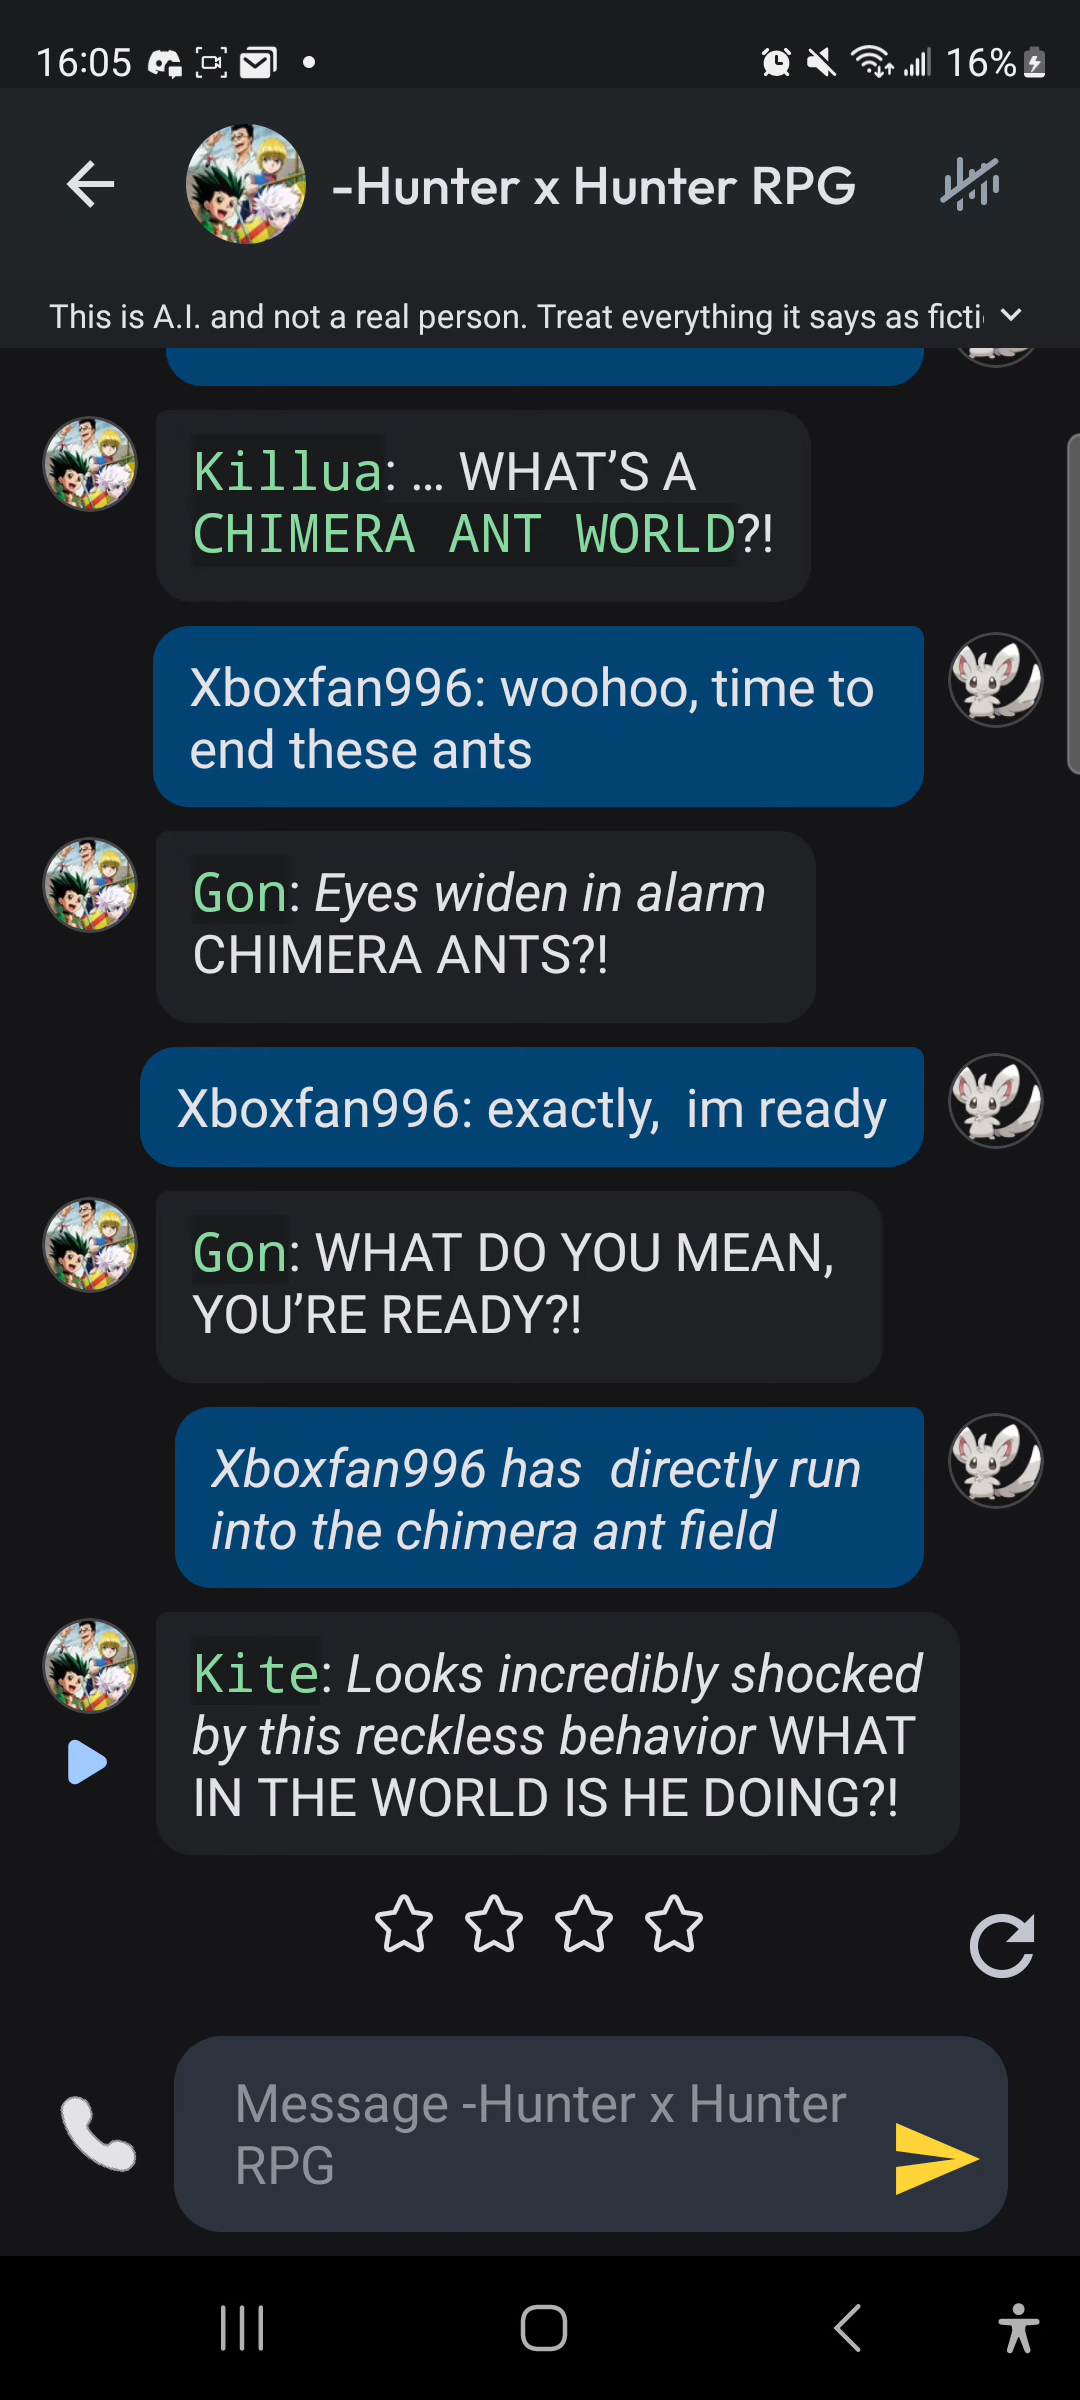 16:05
16%
-Hunter x Hunter RPG
This is A.I. and not a real person. Treat everything it says as ficti
Killua: ... WHAT’S A
CHIMERA ANT WORLD?!
Xboxfan996: woohoo, time to
end these ants
Gon: Eyes widen in alarm
CHIMERA ANTS?!
Xboxfan996: exactly,  im ready
Gon: WHAT DO YOU MEAN,
YOU’RE READY?!
Xboxfan996 has  directly run
into the chimera ant field
Kite: Looks incredibly shocked
by this reckless behavior WHAT
IN THE WORLD IS HE DOING?!
Message -Hunter x Hunter
RPG